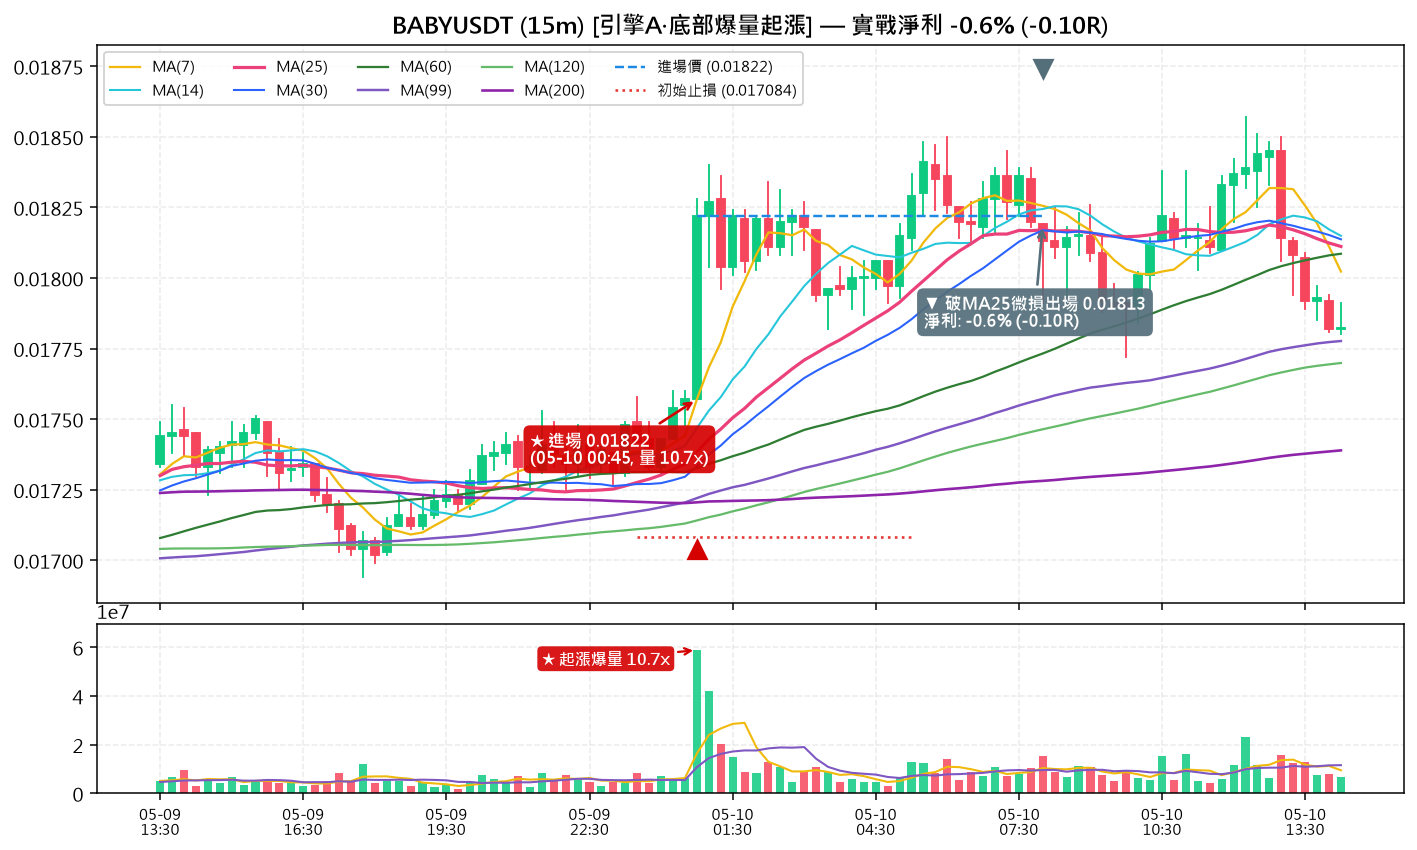 BABYUSDT (15m) [引擎A·底部爆量起漲] — 實戰淨利 -0.6% (-0.10R)
MA(7) MA(25) MA(60) MA(120) 進場價 (0.01822)
MA(14) MA(30) MA(99) MA(200) 初始止損 (0.017084)
0.01875
0.01850
0.01825
0.01800
0.01775
0.01750
0.01725
0.01700
▼ 破MA25微損出場 0.01813
淨利: -0.6% (-0.10R)
★ 進場 0.01822
(05-10 00:45, 量 10.7x)
1e7
★ 起漲爆量 10.7x
6
4
2
0
05-09 05-09 05-09 05-09 05-10 05-10 05-10 05-10 05-10
13:30 16:30 19:30 22:30 01:30 04:30 07:30 10:30 13:30